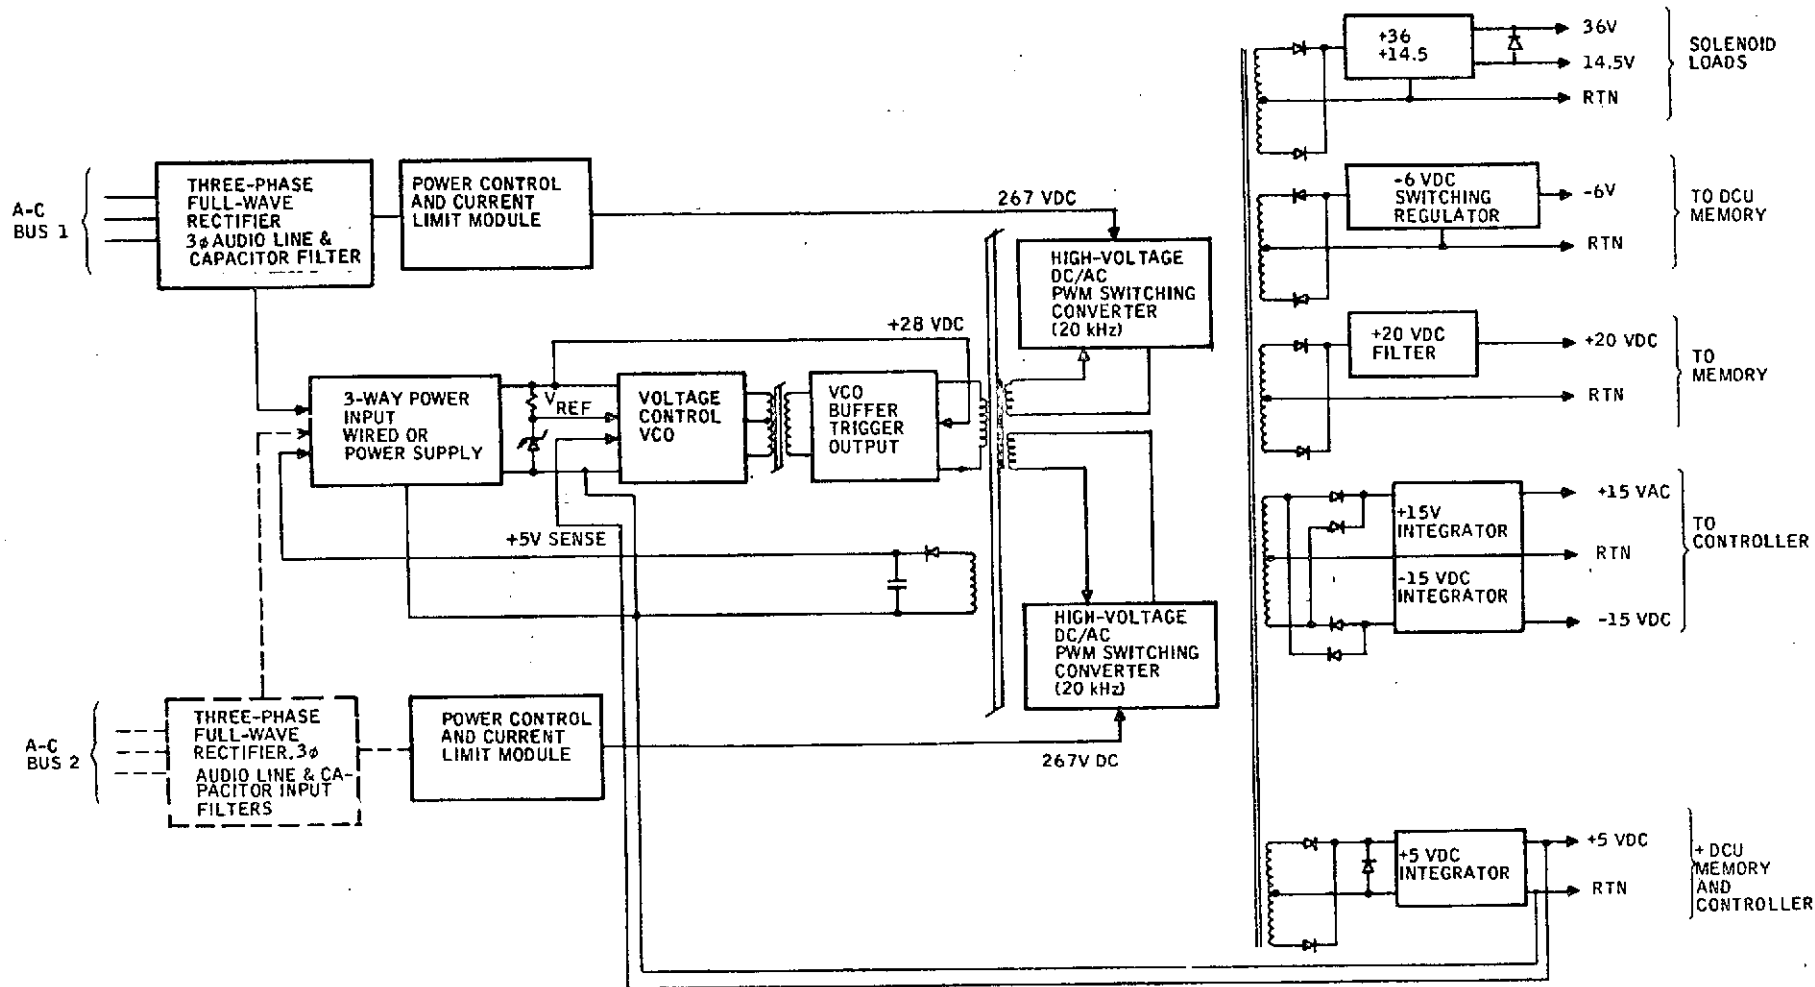 A-C
BUS 1
THREE-PHASE
FULL-WAVE
RECTIFIER
3ø AUDIO LINE &
CAPACITOR FILTER
POWER CONTROL
AND CURRENT
LIMIT MODULE
267 VDC
HIGH-VOLTAGE
DC/AC
PWM SWITCHING
CONVERTER
(20 kHz)
3-WAY POWER
INPUT
WIRED OR
POWER SUPPLY
+28 VDC
V REF
VOLTAGE
CONTROL
VCO
VCO
BUFFER
TRIGGER
OUTPUT
+5V SENSE
HIGH-VOLTAGE
DC/AC
PWM SWITCHING
CONVERTER
(20 kHz)
A-C
BUS 2
THREE-PHASE
FULL-WAVE
RECTIFIER, 3ø
AUDIO LINE & CA-
PACITOR INPUT
FILTERS
POWER CONTROL
AND CURRENT
LIMIT MODULE
267V DC
+36
+14.5
36V
14.5V
RTN
SOLENOID
LOADS
-6 VDC
SWITCHING
REGULATOR
-6V
RTN
TO DCU
MEMORY
+20 VDC
FILTER
+20 VDC
RTN
TO
MEMORY
+15V
INTEGRATOR
-15 VDC
INTEGRATOR
+15 VAC
RTN
-15 VDC
TO
CONTROLLER
+5 VDC
INTEGRATOR
+5 VDC
RTN
+ DCU
MEMORY
AND
CONTROLLER